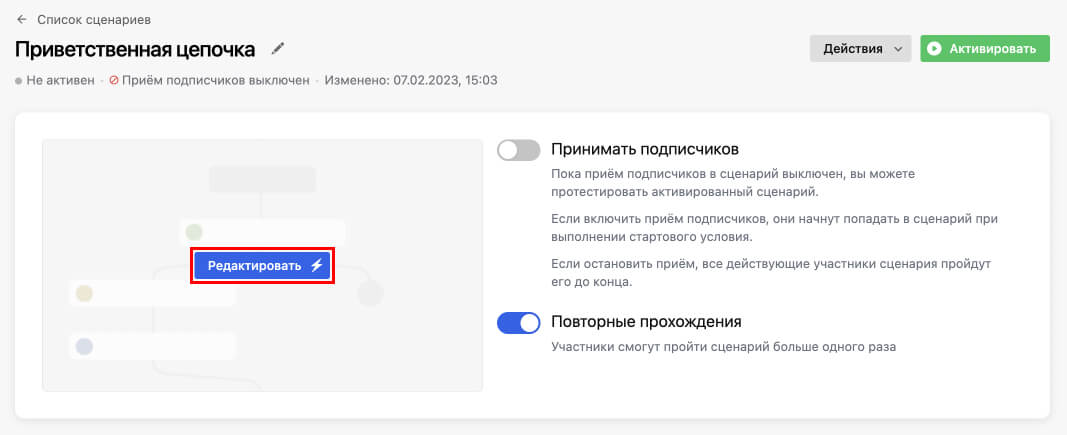 Список сценариев
Приветственная цепочка
Действия
Активировать
Не активен · Приём подписчиков выключен · Изменено: 07.02.2023, 15:03
Редактировать
Принимать подписчиков
Пока приём подписчиков в сценарий выключен, вы можете
протестировать активированный сценарий.
Если включить приём подписчиков, они начнут попадать в сценарий при
выполнении стартового условия.
Если остановить приём, все действующие участники сценария пройдут
его до конца.
Повторные прохождения
Участники смогут пройти сценарий больше одного раза